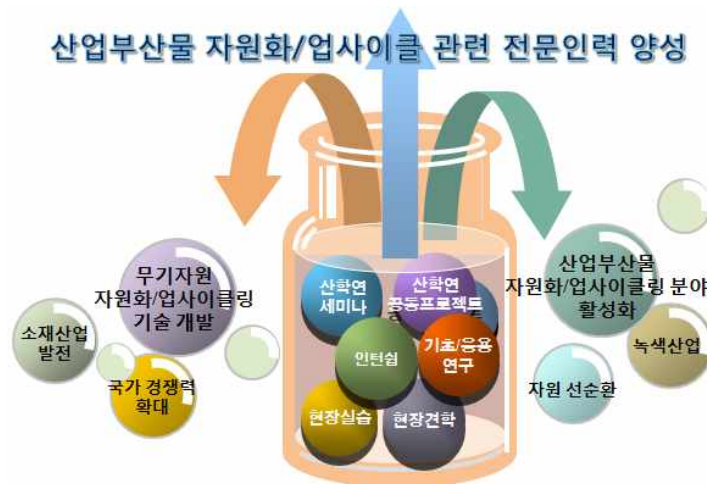 산업부산물 자원화/업사이클 관련 전문인력 양성
무기자원
자원화/업사이클링
기술 개발
소재산업
발전
국가 경쟁력
확대
산학연
세미나
산학연
공동프로젝트
인턴쉽
기초/응용
연구
현장실습
현장견학
산업부산물
자원화/업사이클링 분야
활성화
녹색산업
자원 선순환